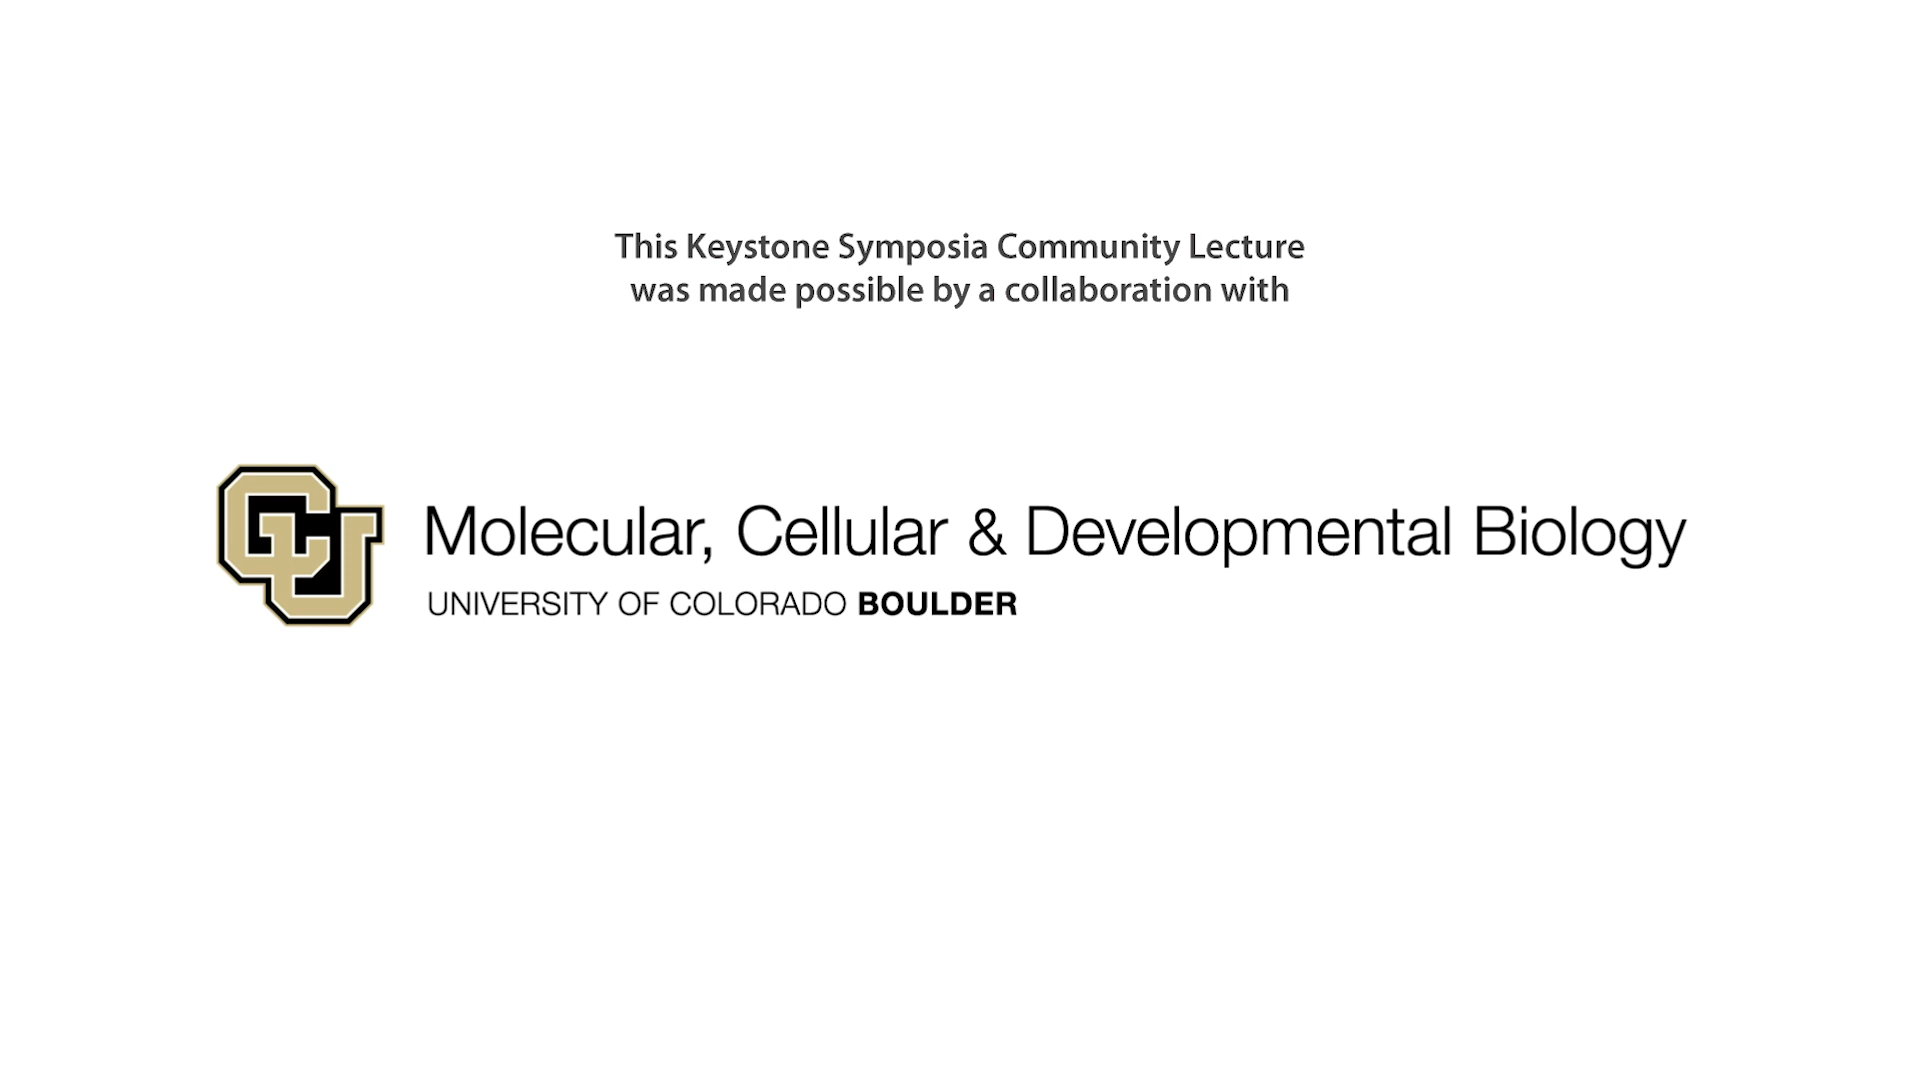 This Keystone Symposia Community Lecture
was made possible by a collaboration with
CU
Molecular, Cellular & Developmental Biology
UNIVERSITY OF COLORADO BOULDER